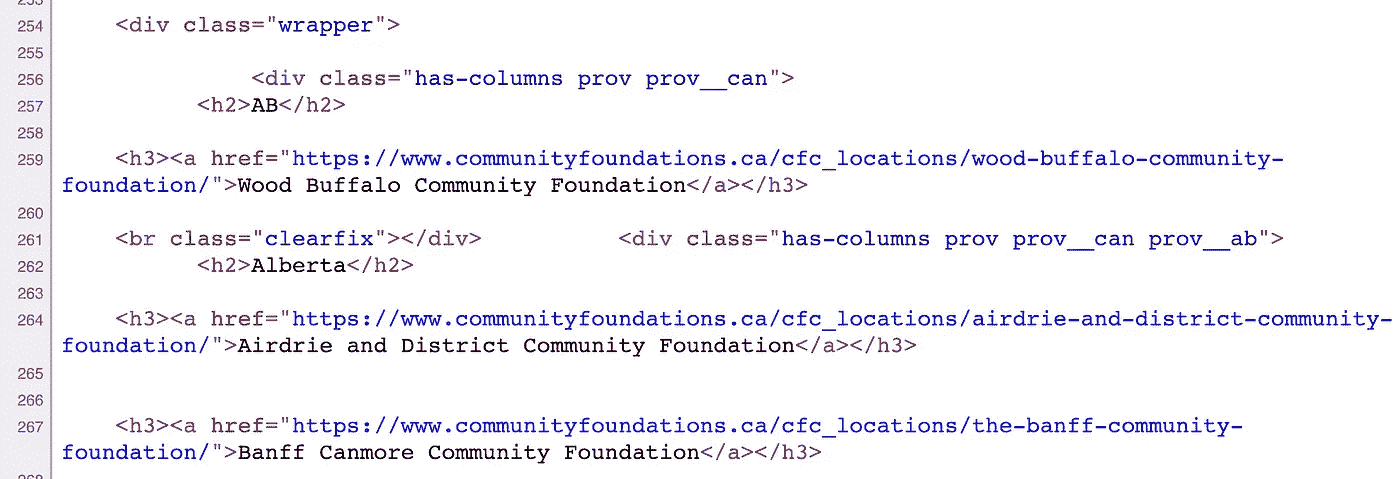 254 <div class="wrapper">
255
256 <div class="has-columns prov prov__can">
257 <h2>AB</h2>
258
259 <h3><a href="https://www.communityfoundations.ca/cfc_locations/wood-buffalo-community-
foundation/">Wood Buffalo Community Foundation</a></h3>
260
261 <br class="clearfix"></div> <div class="has-columns prov prov__can prov__ab">
262 <h2>Alberta</h2>
263
264 <h3><a href="https://www.communityfoundations.ca/cfc_locations/airdrie-and-district-community-
foundation/">Airdrie and District Community Foundation</a></h3>
265
266
267 <h3><a href="https://www.communityfoundations.ca/cfc_locations/the-banff-community-
foundation/">Banff Canmore Community Foundation</a></h3>